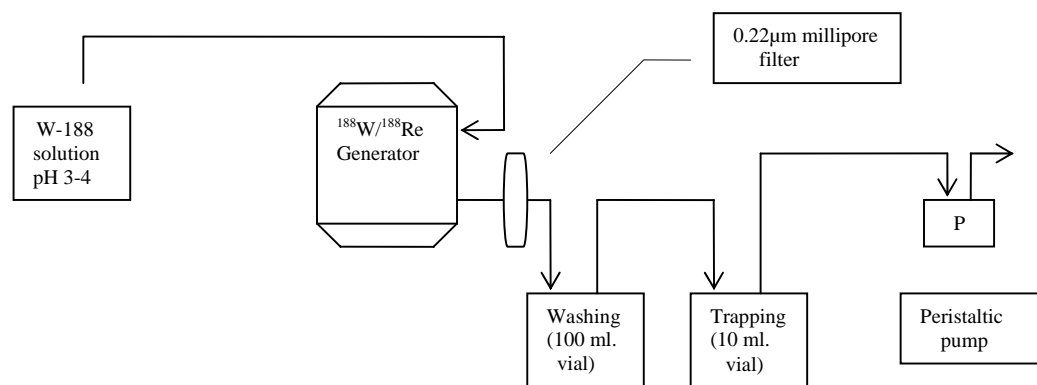 0.22µm millipore
filter
W-188
solution
pH 3-4
188W/188Re
Generator
P
Washing
(100 ml.
vial)
Trapping
(10 ml.
vial)
Peristaltic
pump